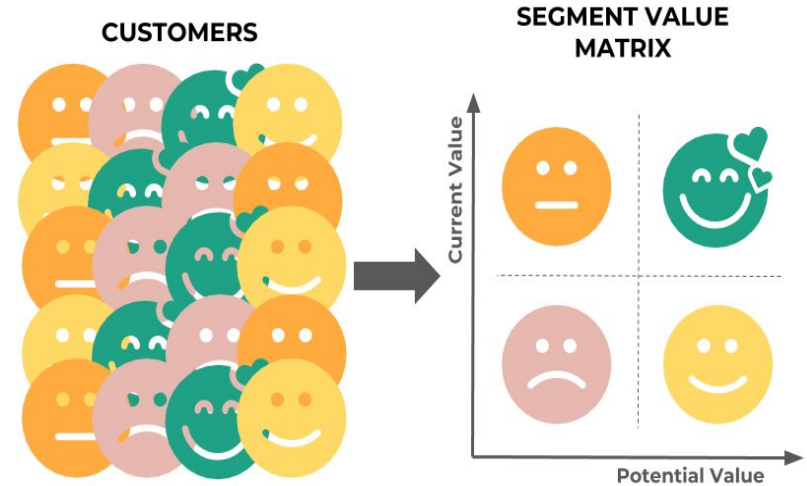 CUSTOMERS
SEGMENT VALUE
MATRIX
Current Value
Potential Value